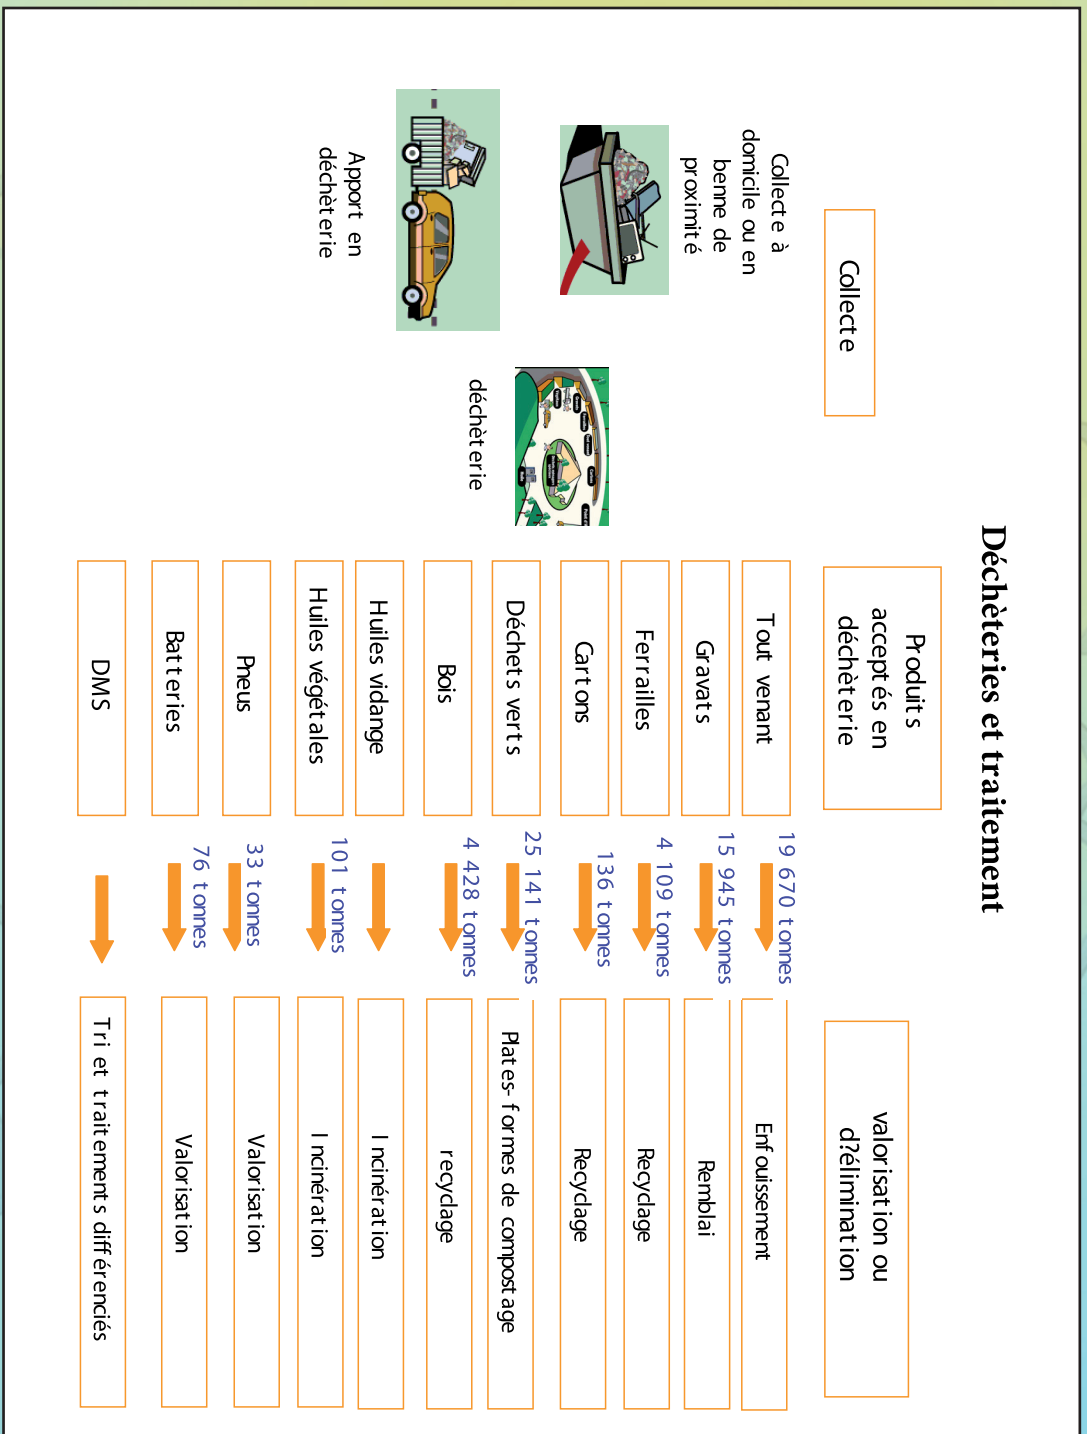 Déchèteries et traitement
Collecte
Produits
acceptés en
déchèterie
valorisation ou
d?élimination
Collecte à
domicile ou en
benne de
proximité
Apport en
déchèterie
déchèterie
Tout venant
19 670 tonnes
Enfouissement
Gravats
15 945 tonnes
Remblai
Ferrailles
4 109 tonnes
Recyclage
Cartons
136 tonnes
Recyclage
Déchets verts
25 141 tonnes
Plates-formes de compostage
Bois
4 428 tonnes
recyclage
Huiles vidange
Incinération
Huiles végétales
101 tonnes
Incinération
Pneus
33 tonnes
Valorisation
Batteries
76 tonnes
Valorisation
DMS
Tri et traitements différenciés